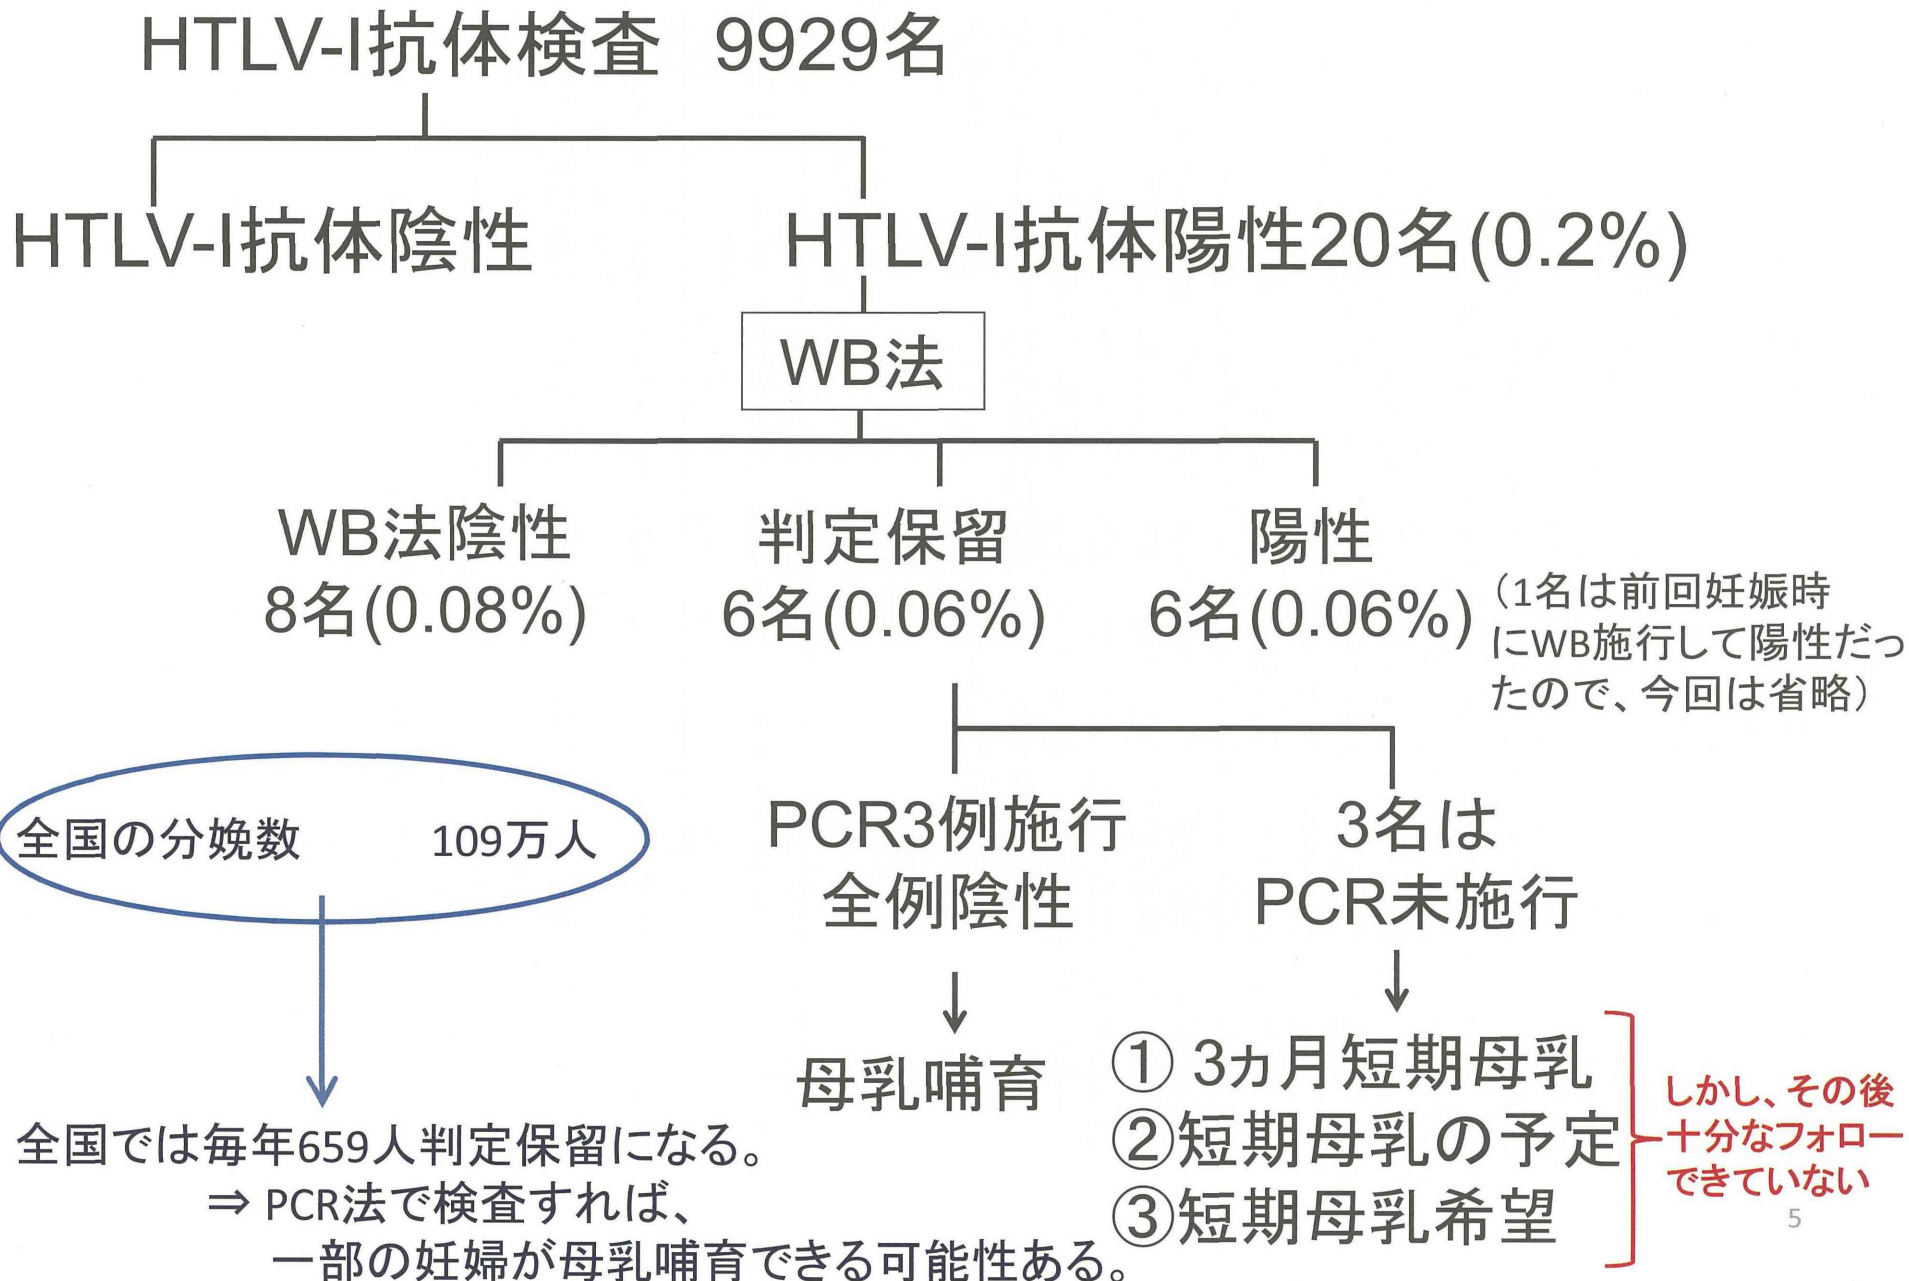 HTLV-I抗体検査 9929名
HTLV-I抗体陰性
HTLV-I抗体陽性20名(0.2%)
WB法
WB法陰性
8名(0.08%)
判定保留
6名(0.06%)
陽性
6名(0.06%)
（1名は前回妊娠時
にWB施行して陽性だっ
たので、今回は省略）
全国の分娩数 109万人
PCR3例施行
全例陰性
3名は
PCR未施行
母乳哺育
① 3ヵ月短期母乳
②短期母乳の予定
③短期母乳希望
しかし、その後
十分なフォロー
できていない
全国では毎年659人判定保留になる。
⇒ PCR法で検査すれば、
一部の妊婦が母乳哺育できる可能性ある。
5